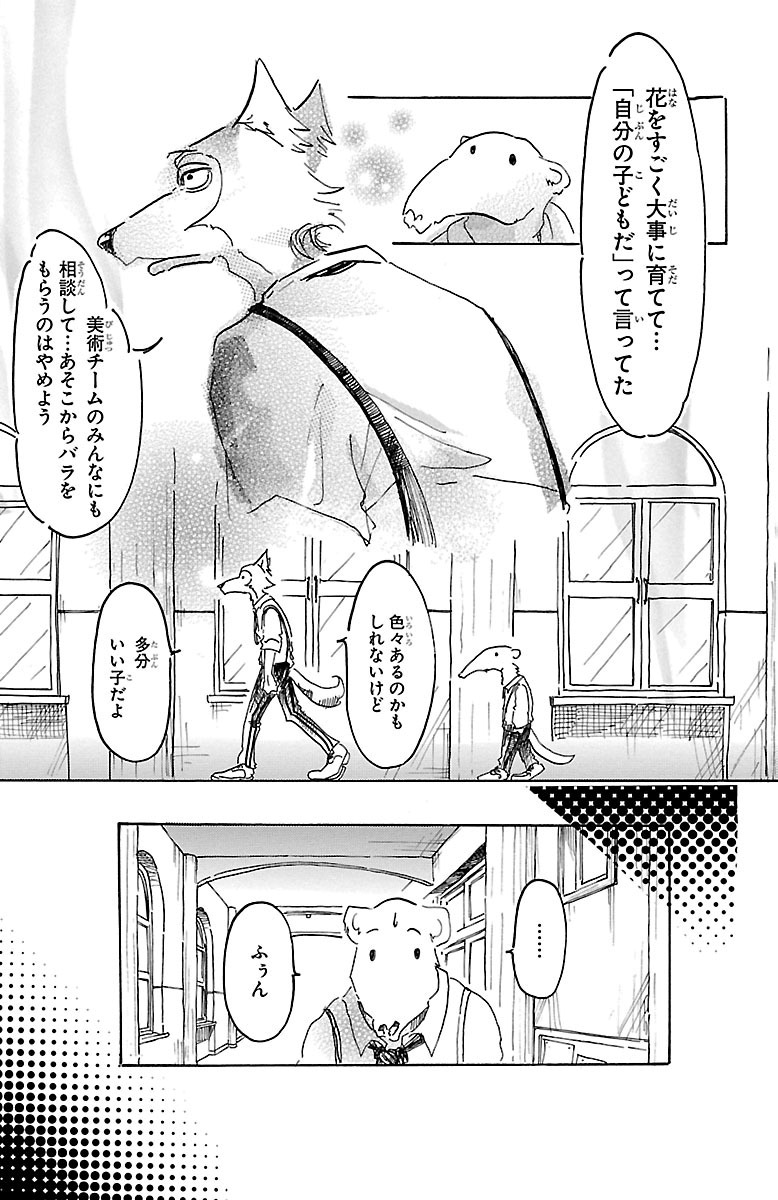 花をすごく大事に育てて…
「自分の子どもだ」って言ってた
美術チームのみんなにも
相談して…あそこからバラを
もらうのはやめよう
色々あるのかも
しれないけど
多分
いい子だよ
……
ふぅん